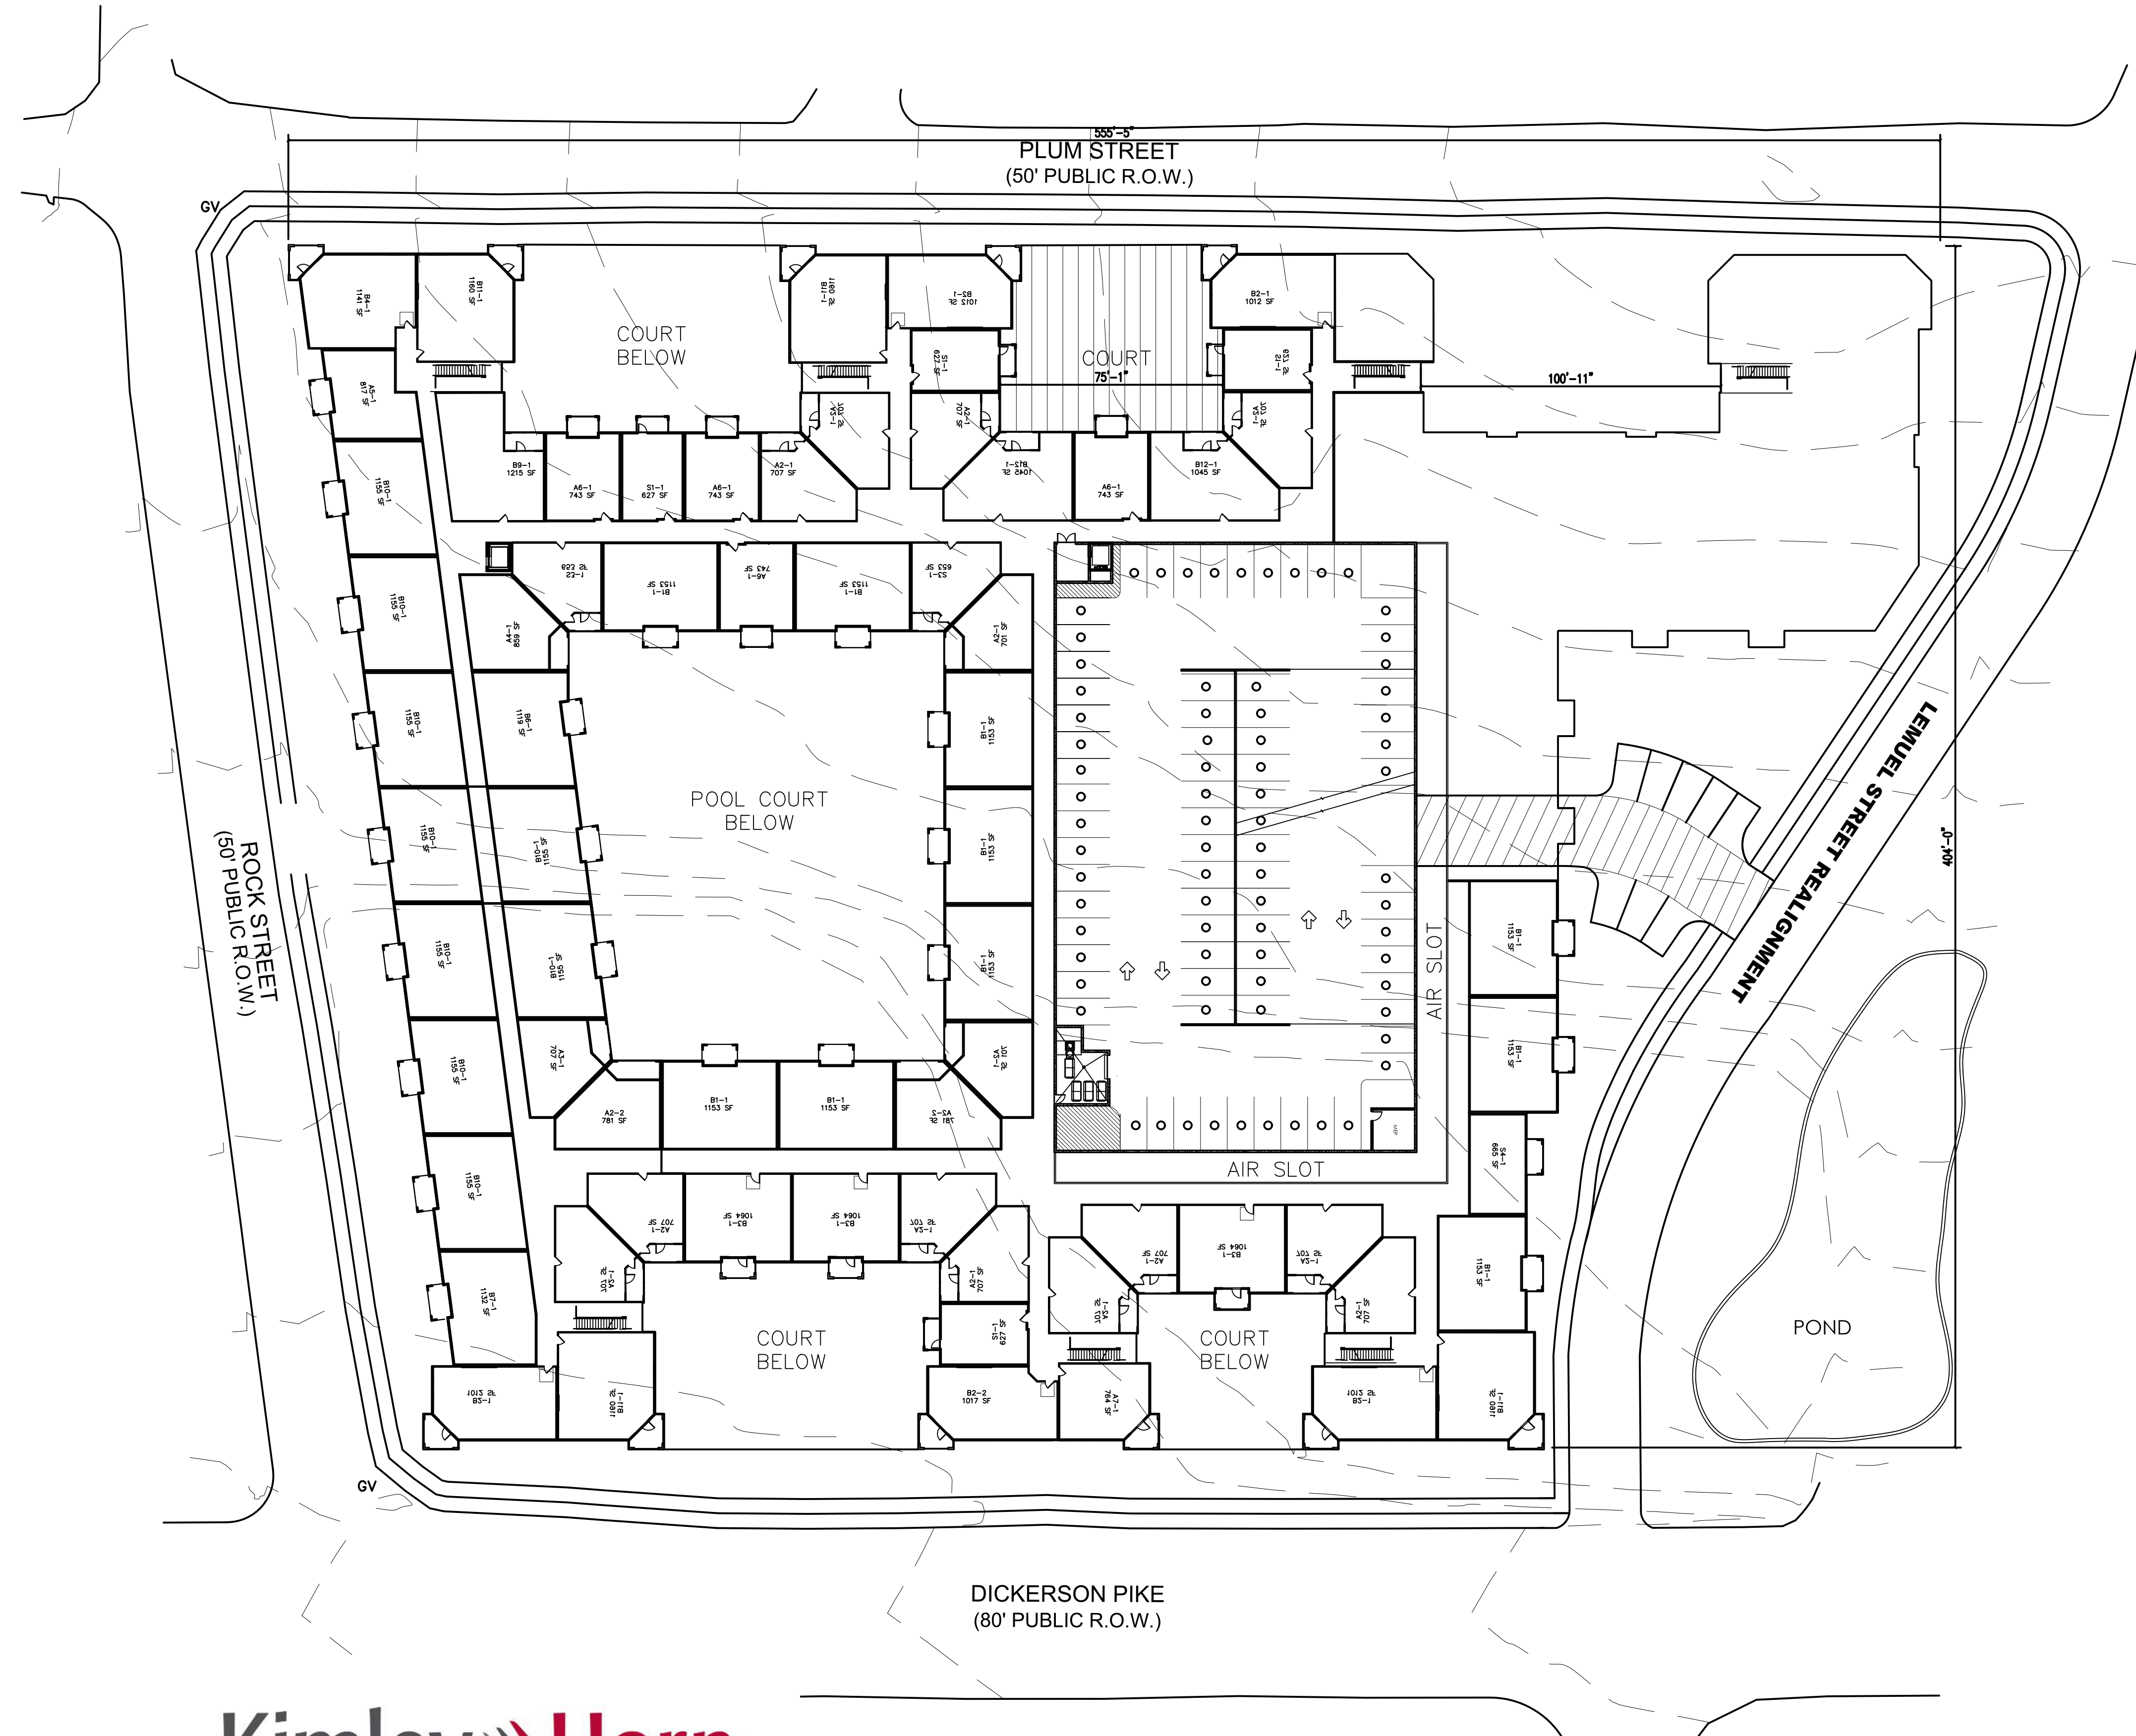 555'-5"
PLUM STREET
(50' PUBLIC R.O.W.)
GV
B4-1
1141 SF
B11-1
1160 SF
COURT
BELOW
B11-1
1160 SF
B2-1
1012 SF
COURT
75'-1"
B2-1
1012 SF
S1-1
627 SF
S1-1
627 SF
100'-11"
A5-1
817 SF
A2-1
707 SF
A2-1
707 SF
A2-1
707 SF
B9-1
1215 SF
A6-1
743 SF
S1-1
627 SF
A6-1
743 SF
A2-1
707 SF
B12-1
1045 SF
A6-1
743 SF
B12-1
1045 SF
B10-1
1155 SF
B1-1
1153 SF
A6-1
743 SF
B1-1
1153 SF
S3-1
653 SF
B10-1
1155 SF
A4-1
859 SF
A2-1
701 SF
B10-1
1155 SF
B6-1
1119 SF
B1-1
1153 SF
POOL COURT
BELOW
B10-1
1155 SF
B10-1
1155 SF
B1-1
1153 SF
LEMUEL STREET REALIGNMENT
404'-0"
ROCK STREET
(50' PUBLIC R.O.W.)
B10-1
1155 SF
B10-1
1155 SF
B1-1
1153 SF
AIR SLOT
B1-1
1153 SF
B10-1
1155 SF
A3-1
707 SF
A2-1
701 SF
B1-1
1153 SF
A2-2
781 SF
B1-1
1153 SF
B1-1
1153 SF
A2-2
781 SF
AIR SLOT
S4-1
665 SF
B10-1
1155 SF
A2-1
707 SF
B3-1
1064 SF
B3-1
1064 SF
A2-1
707 SF
A2-1
707 SF
B3-1
1064 SF
A2-1
707 SF
B7-1
1132 SF
A2-1
707 SF
A2-1
707 SF
A2-1
707 SF
A2-1
707 SF
B1-1
1153 SF
S1-1
627 SF
COURT
BELOW
COURT
BELOW
POND
B2-1
1012 SF
B11-1
1160 SF
B2-2
1017 SF
A7-1
764 SF
B2-1
1012 SF
B11-1
1160 SF
GV
DICKERSON PIKE
(80' PUBLIC R.O.W.)
Kimley Horn